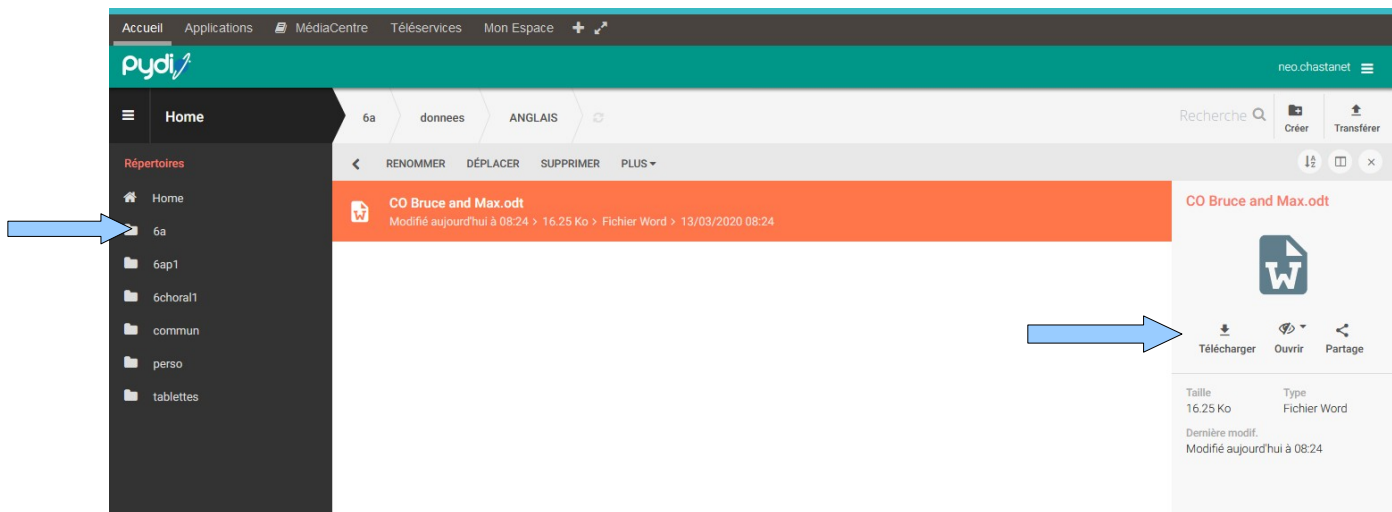 Accueil Applications MédiaCentre Téléservices Mon Espace
pydi
neo.chastanet
Home
6a donnees ANGLAIS
Recherche
Créer
Transférer
Répertoires
RENOMMER DÉPLACER SUPPRIMER PLUS
Home
6a
6ap1
6choral1
commun
perso
tablettes
CO Bruce and Max.odt
Modifié aujourd'hui à 08:24 > 16.25 Ko > Fichier Word > 13/03/2020 08:24
CO Bruce and Max.odt
W
Télécharger Ouvrir Partage
Taille Type
16.25 Ko Fichier Word
Dernière modif.
Modifié aujourd'hui à 08:24